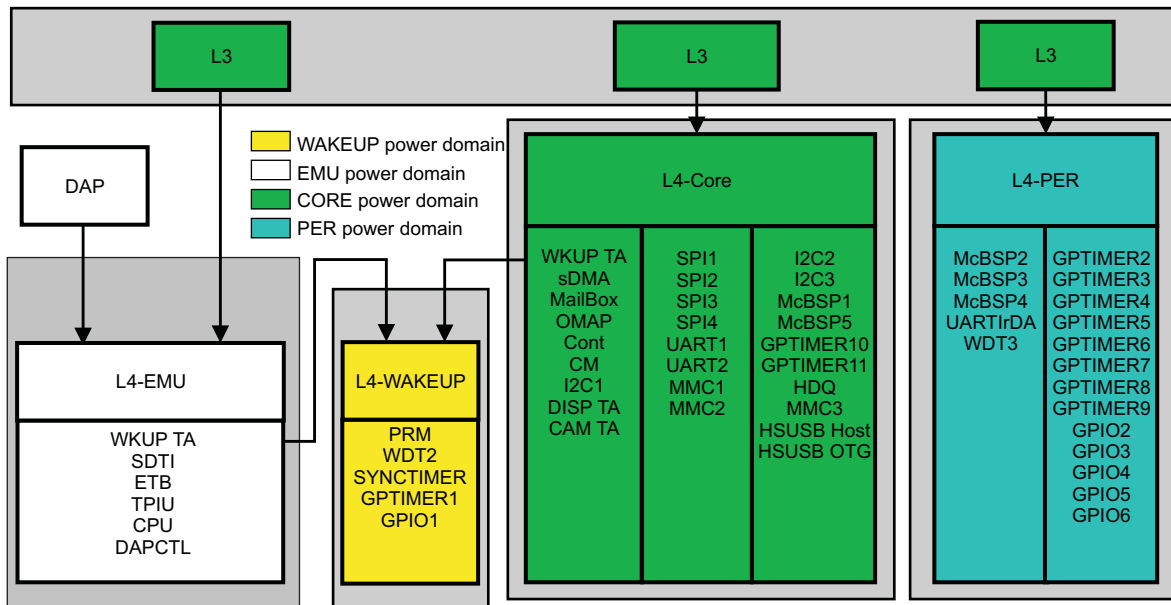 L3
L3
L3
WAKEUP power domain
EMU power domain
CORE power domain
PER power domain
DAP
L4-EMU
WKUP TA
SDTI
ETB
TPIU
CPU
DAPCTL
L4-WAKEUP
PRM
WDT2
SYNCTIMER
GPTIMER1
GPIO1
L4-Core
WKUP TA
sDMA
MailBox
OMAP
Cont
CM
I2C1
DISP TA
CAM TA
SPI1
SPI2
SPI3
SPI4
UART1
UART2
MMC1
MMC2
I2C2
I2C3
McBSP1
McBSP5
GPTIMER10
GPTIMER11
HDQ
MMC3
HSUSB Host
HSUSB OTG
L4-PER
McBSP2
McBSP3
McBSP4
UARTIrDA
WDT3
GPTIMER2
GPTIMER3
GPTIMER4
GPTIMER5
GPTIMER6
GPTIMER7
GPTIMER8
GPTIMER9
GPIO2
GPIO3
GPIO4
GPIO5
GPIO6